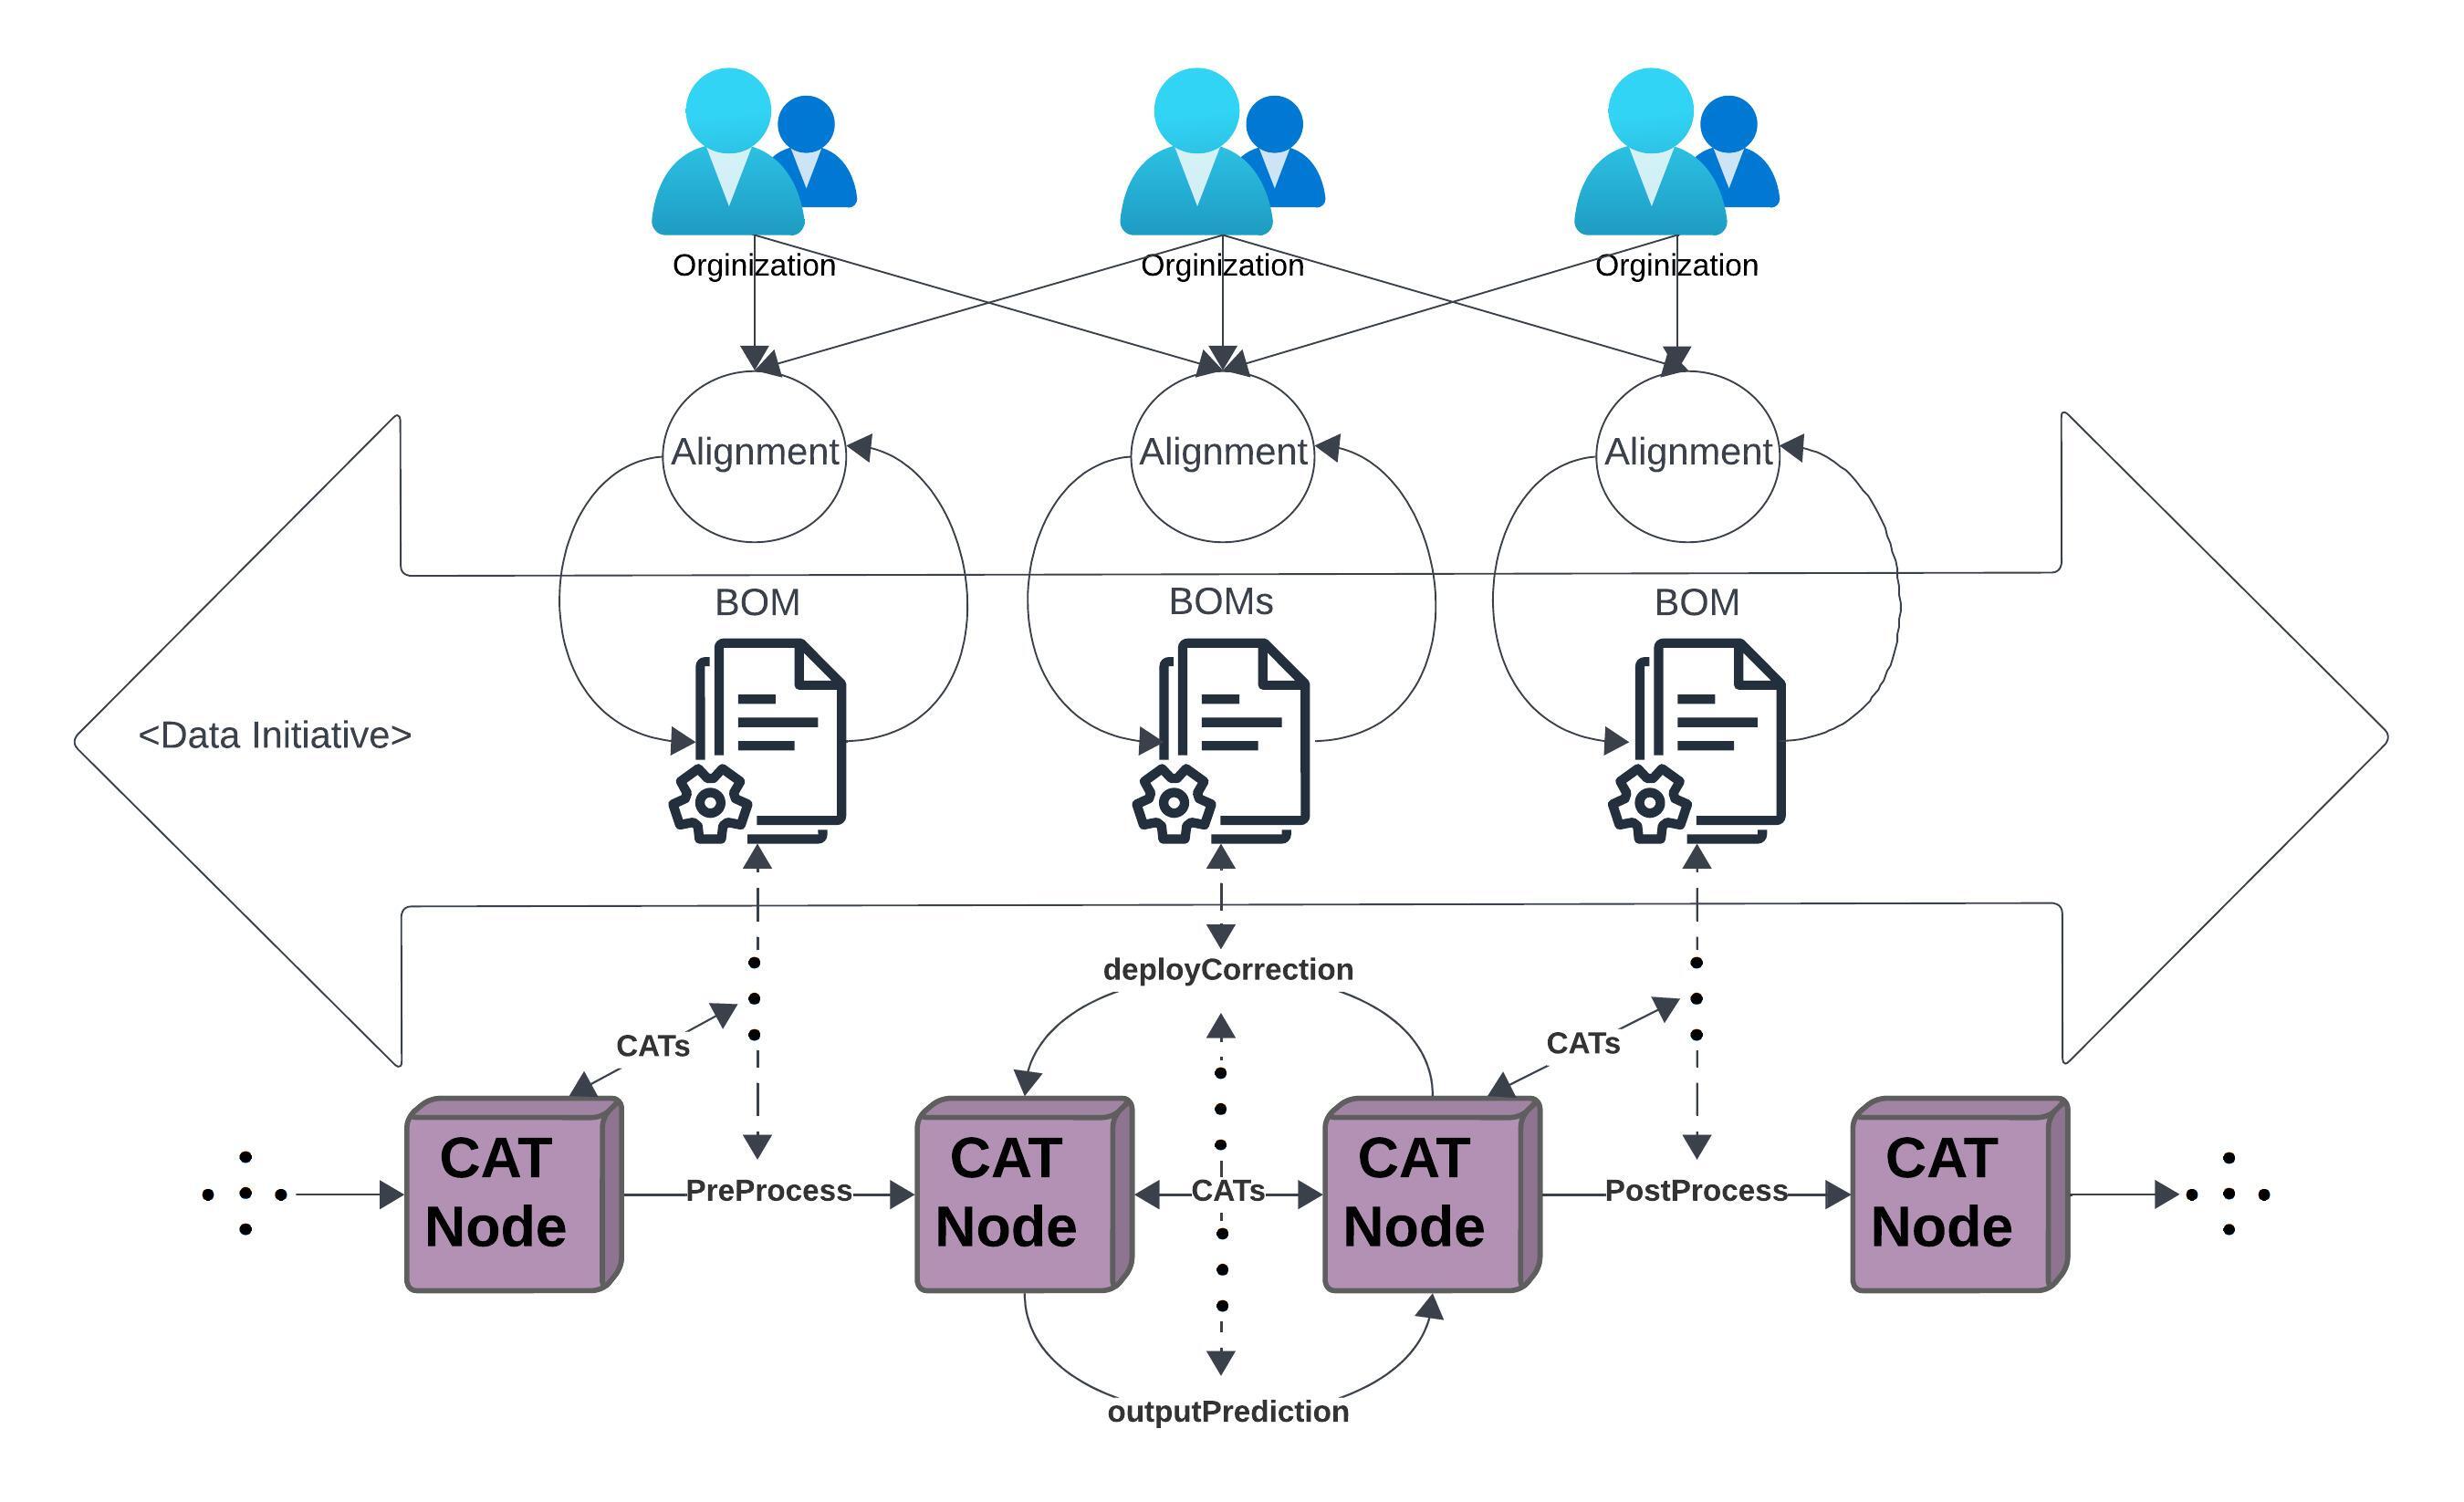 Orginization
Orginization
Orginization
Alignment
Alignment
Alignment
BOM
BOMs
BOM
<Data Initiative>
deployCorrection
CATs
CATs
CAT
Node
PreProcess
CAT
Node
CATs
CAT
Node
PostProcess
CAT
Node
outputPrediction